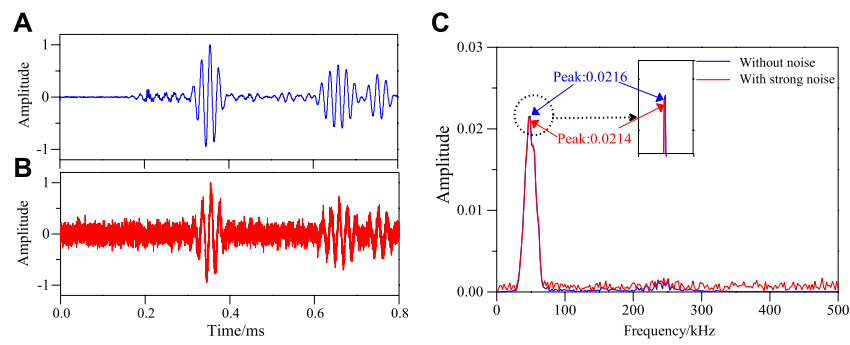 A
Amplitude
1
0
-1
B
Amplitude
1
0
-1
0.0 0.2 0.4 0.6 0.8
Time/ms
C
Amplitude
0.03
0.02
0.01
0.00
Peak:0.0216
Peak:0.0214
Without noise
With strong noise
0 100 200 300 400 500
Frequency/kHz